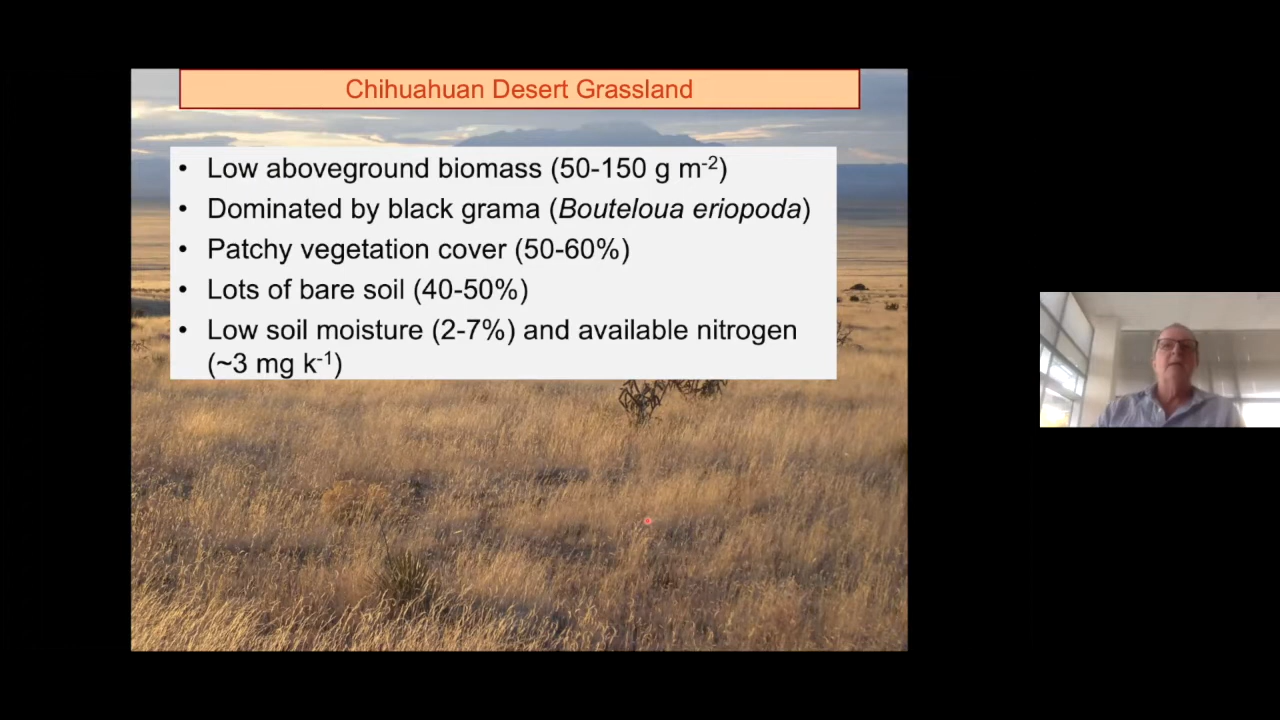 Chihuahuan Desert Grassland
• Low aboveground biomass (50-150 g m-2)
• Dominated by black grama (Bouteloua eriopoda)
• Patchy vegetation cover (50-60%)
• Lots of bare soil (40-50%)
• Low soil moisture (2-7%) and available nitrogen
(~3 mg k-1)